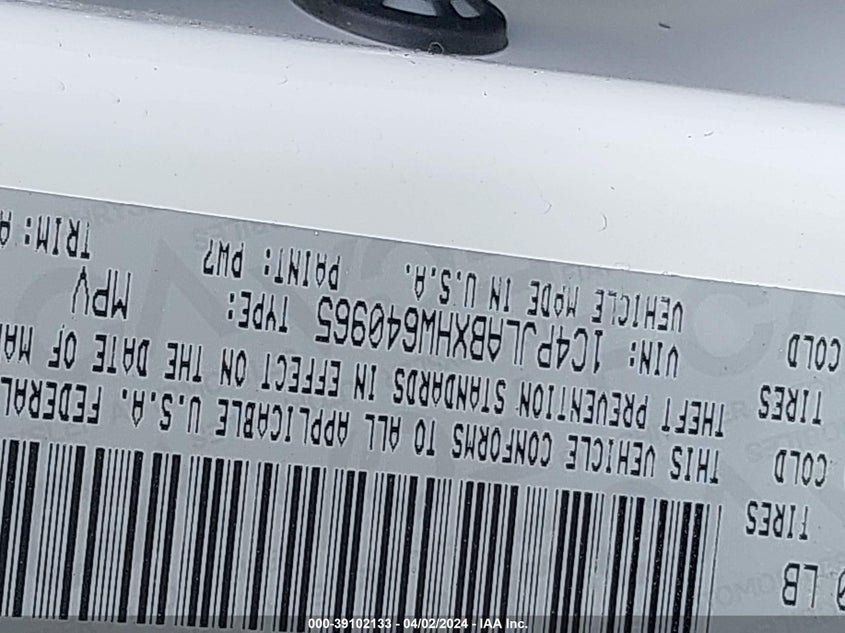 0 LB
TIRES
COLD THIS VEHICLE CONFORMS TO ALL APPLICABLE U.S.A. FEDERAL
TIRES THEFT PREVENTION STANDARDS IN EFFECT ON THE DATE OF MAN
COLD VIN: 1C4PJLABXHW640965 TYPE: MPV
VEHICLE MADE IN U.S.A. PAINT: PW7 TRIM: A
000-39102133 - 04/02/2024 - IAA Inc.